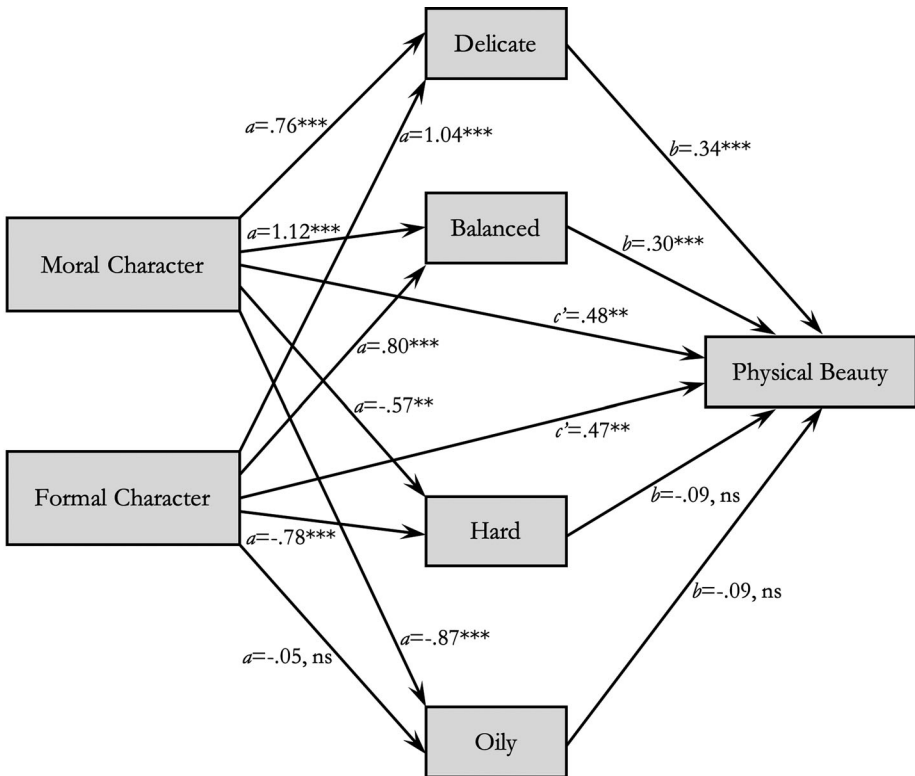 Delicate
a=.76***
a=1.04***
b=.34***
Moral Character
a=1.12***
Balanced
b=.30***
c’=.48**
a=.80***
Physical Beauty
a=-.57**
c’=.47**
Formal Character
a=-.78***
Hard
b=-.09, ns
b=-.09, ns
a=-.87***
a=-.05, ns
Oily